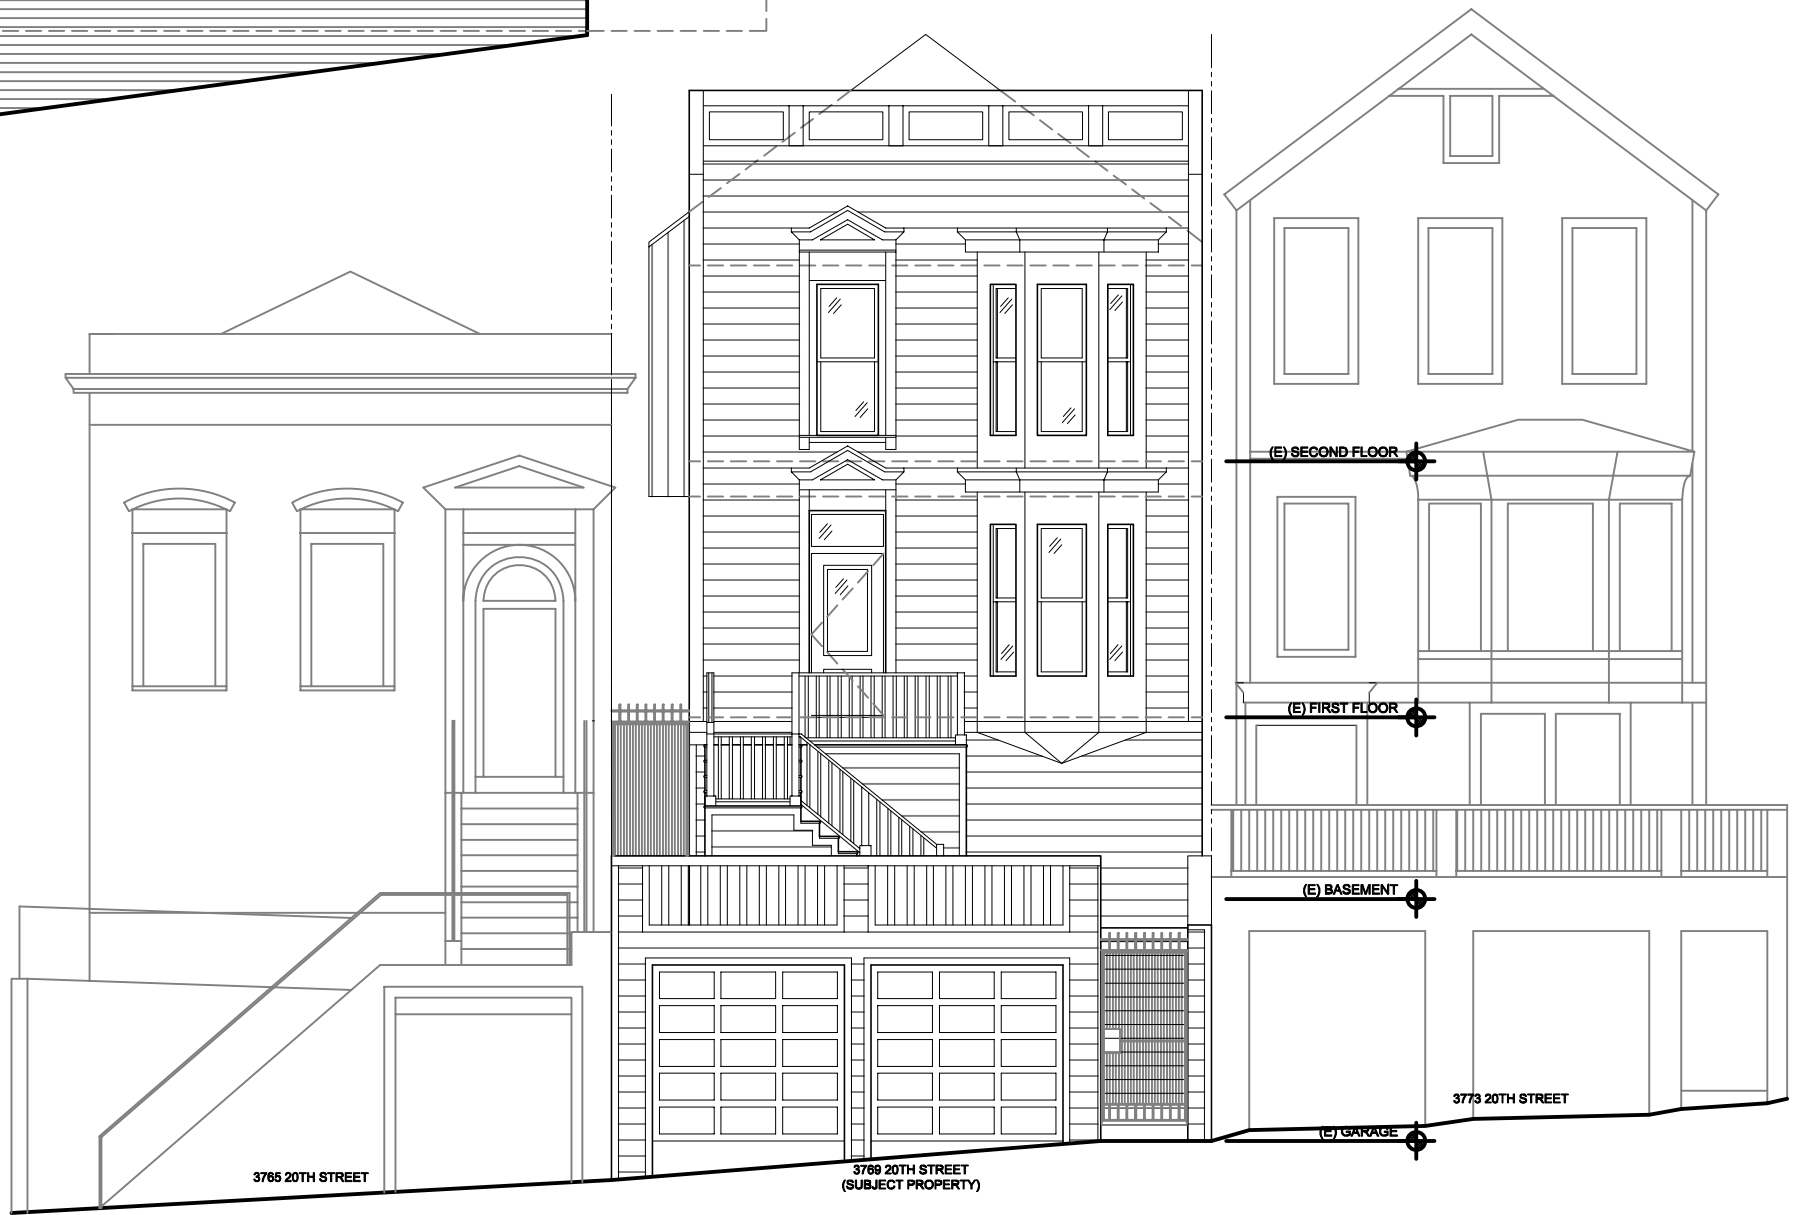 (E) SECOND FLOOR
(E) FIRST FLOOR
(E) BASEMENT
3773 20TH STREET
(E) GARAGE
3765 20TH STREET
3769 20TH STREET
(SUBJECT PROPERTY)